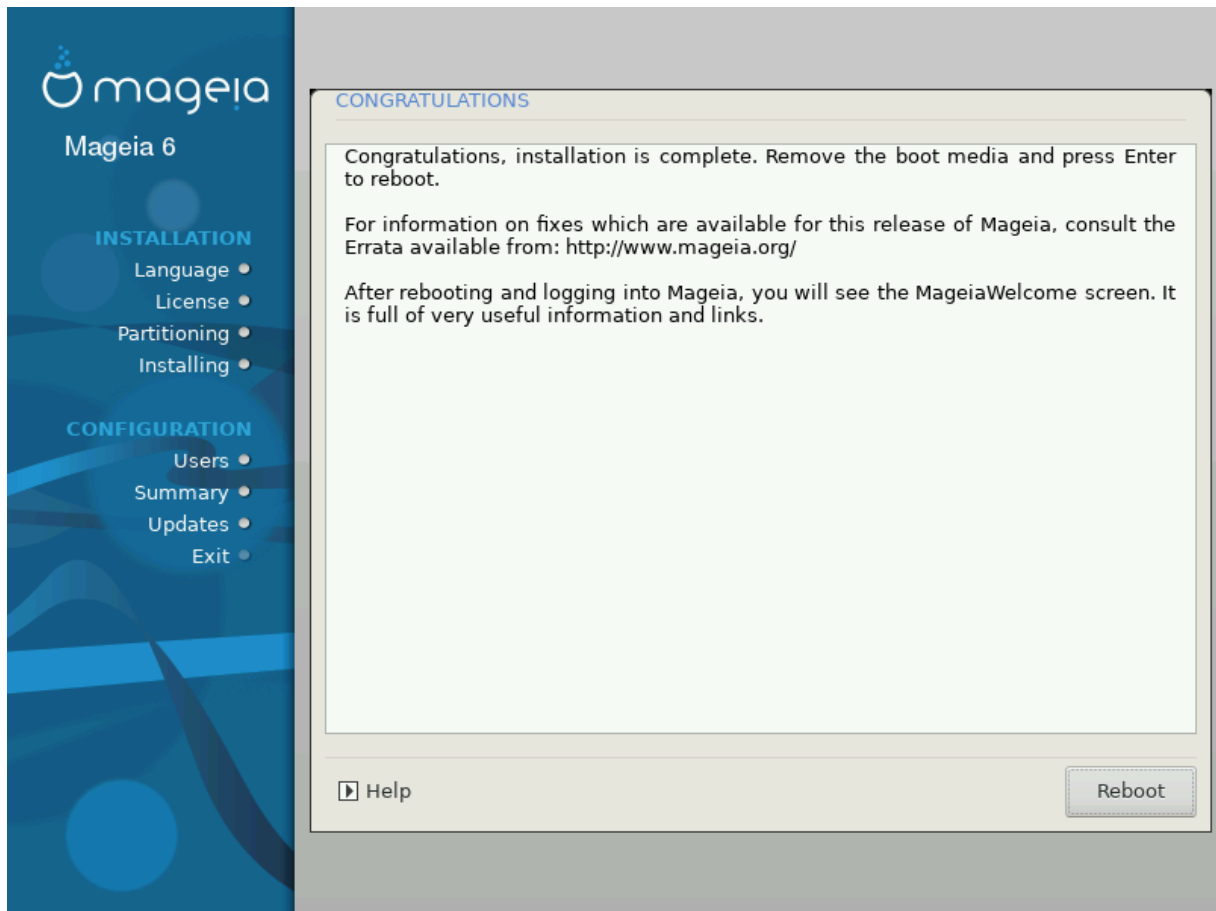 mageia
Mageia 6
INSTALLATION
Language
License
Partitioning
Installing
CONFIGURATION
Users
Summary
Updates
Exit
CONGRATULATIONS
Congratulations, installation is complete. Remove the boot media and press Enter
to reboot.
For information on fixes which are available for this release of Mageia, consult the
Errata available from: http://www.mageia.org/
After rebooting and logging into Mageia, you will see the MageiaWelcome screen. It
is full of very useful information and links.
Help
Reboot